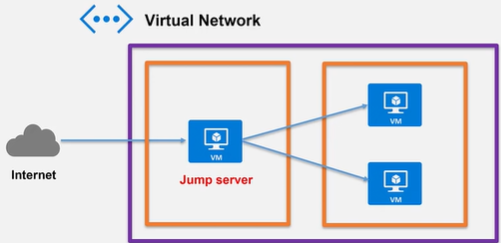 Virtual Network
VM
VM
Internet
Jump server
VM